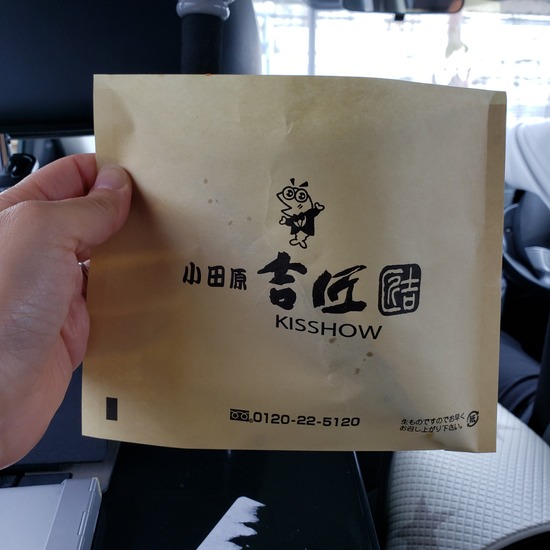 小田原 吉匠
KISSHOW
0120-22-5120
生ものですのでお早く
お召し上がり下さい。
紙